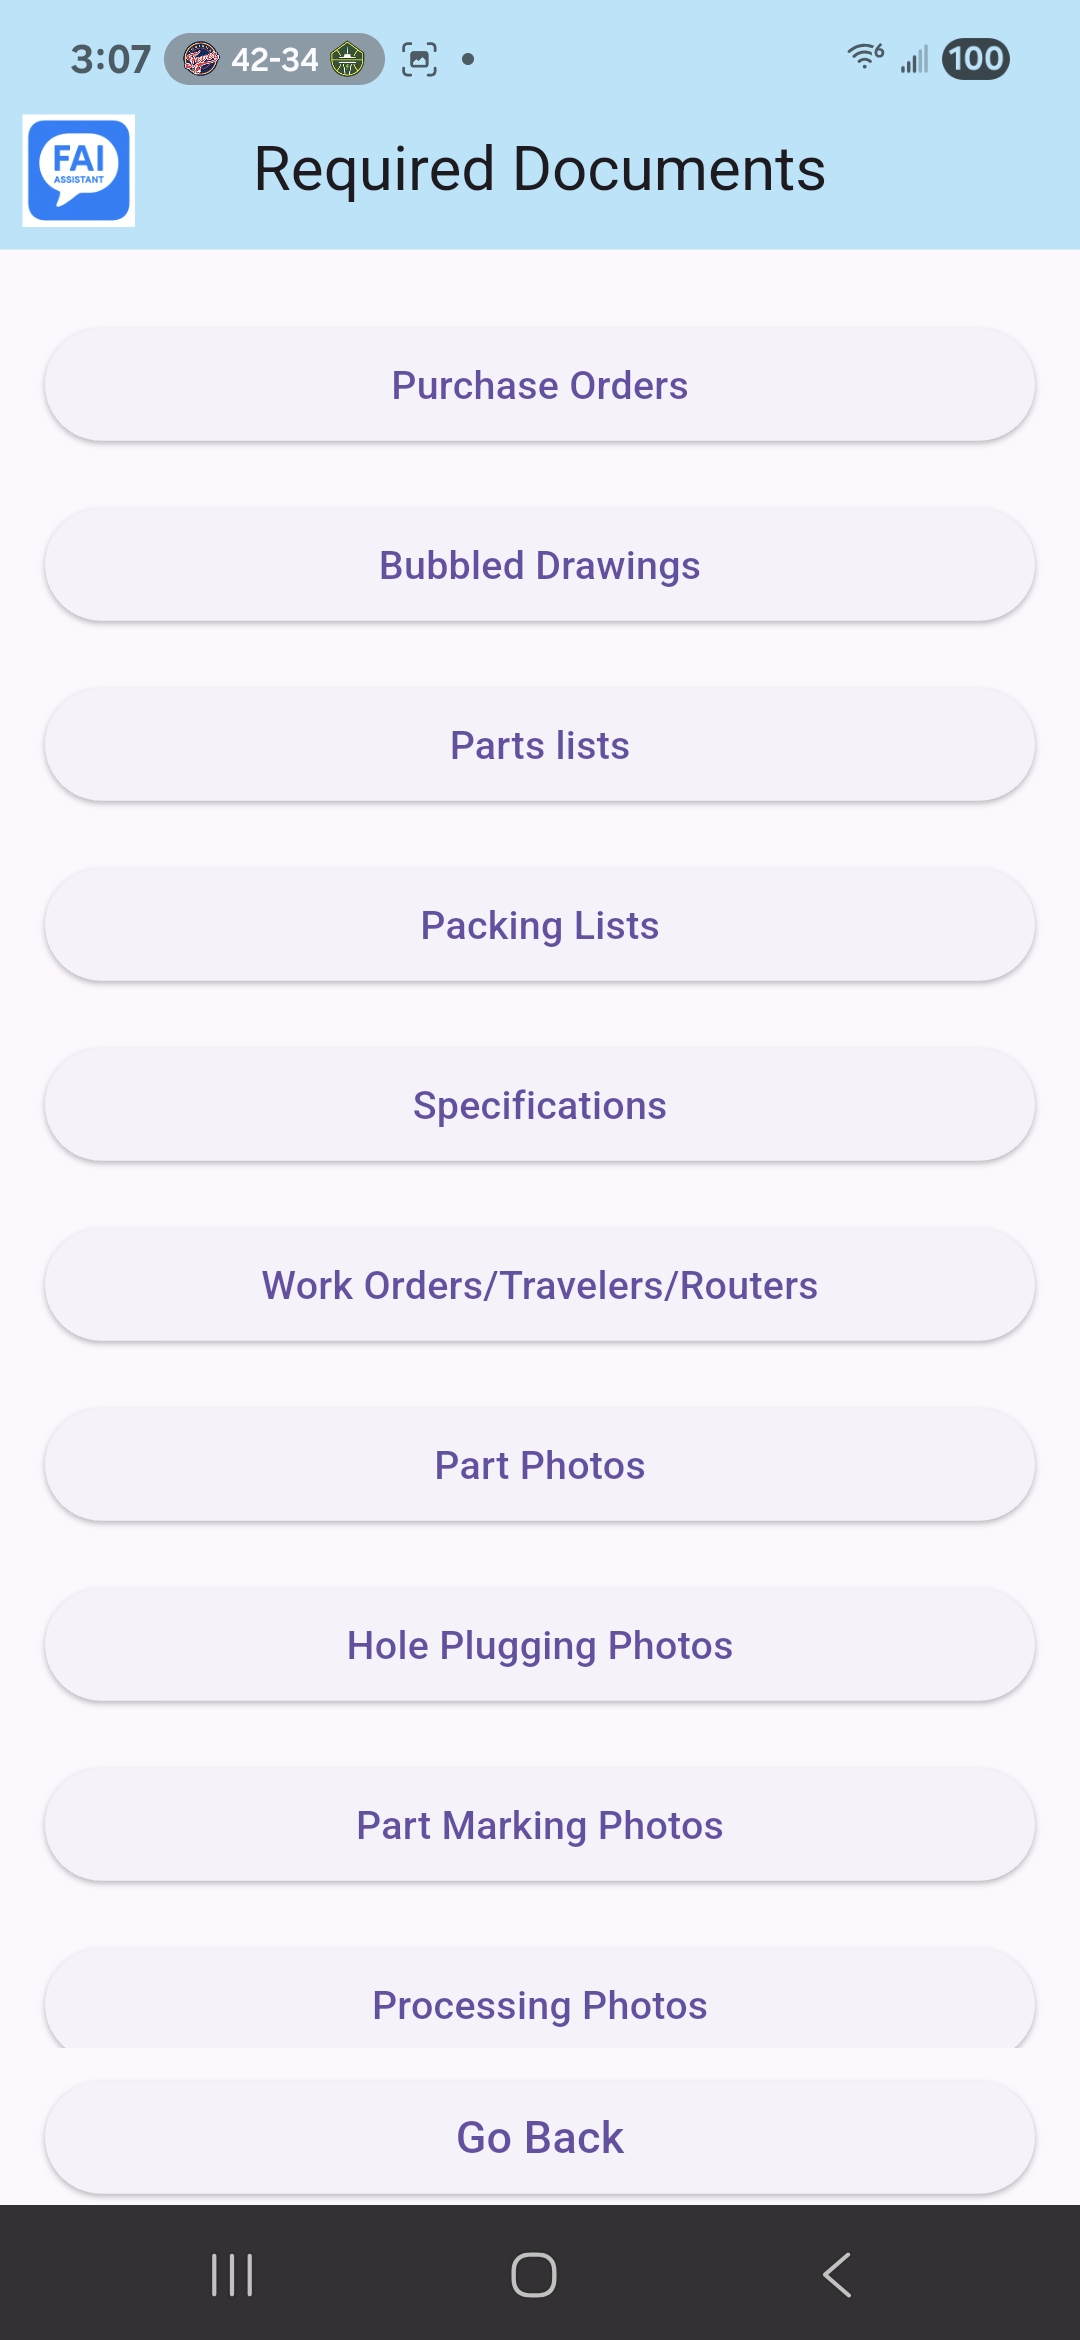 3:07 42-34 6 100
FAI
ASSISTANT
Required Documents
Purchase Orders
Bubbled Drawings
Parts lists
Packing Lists
Specifications
Work Orders/Travelers/Routers
Part Photos
Hole Plugging Photos
Part Marking Photos
Processing Photos
Go Back